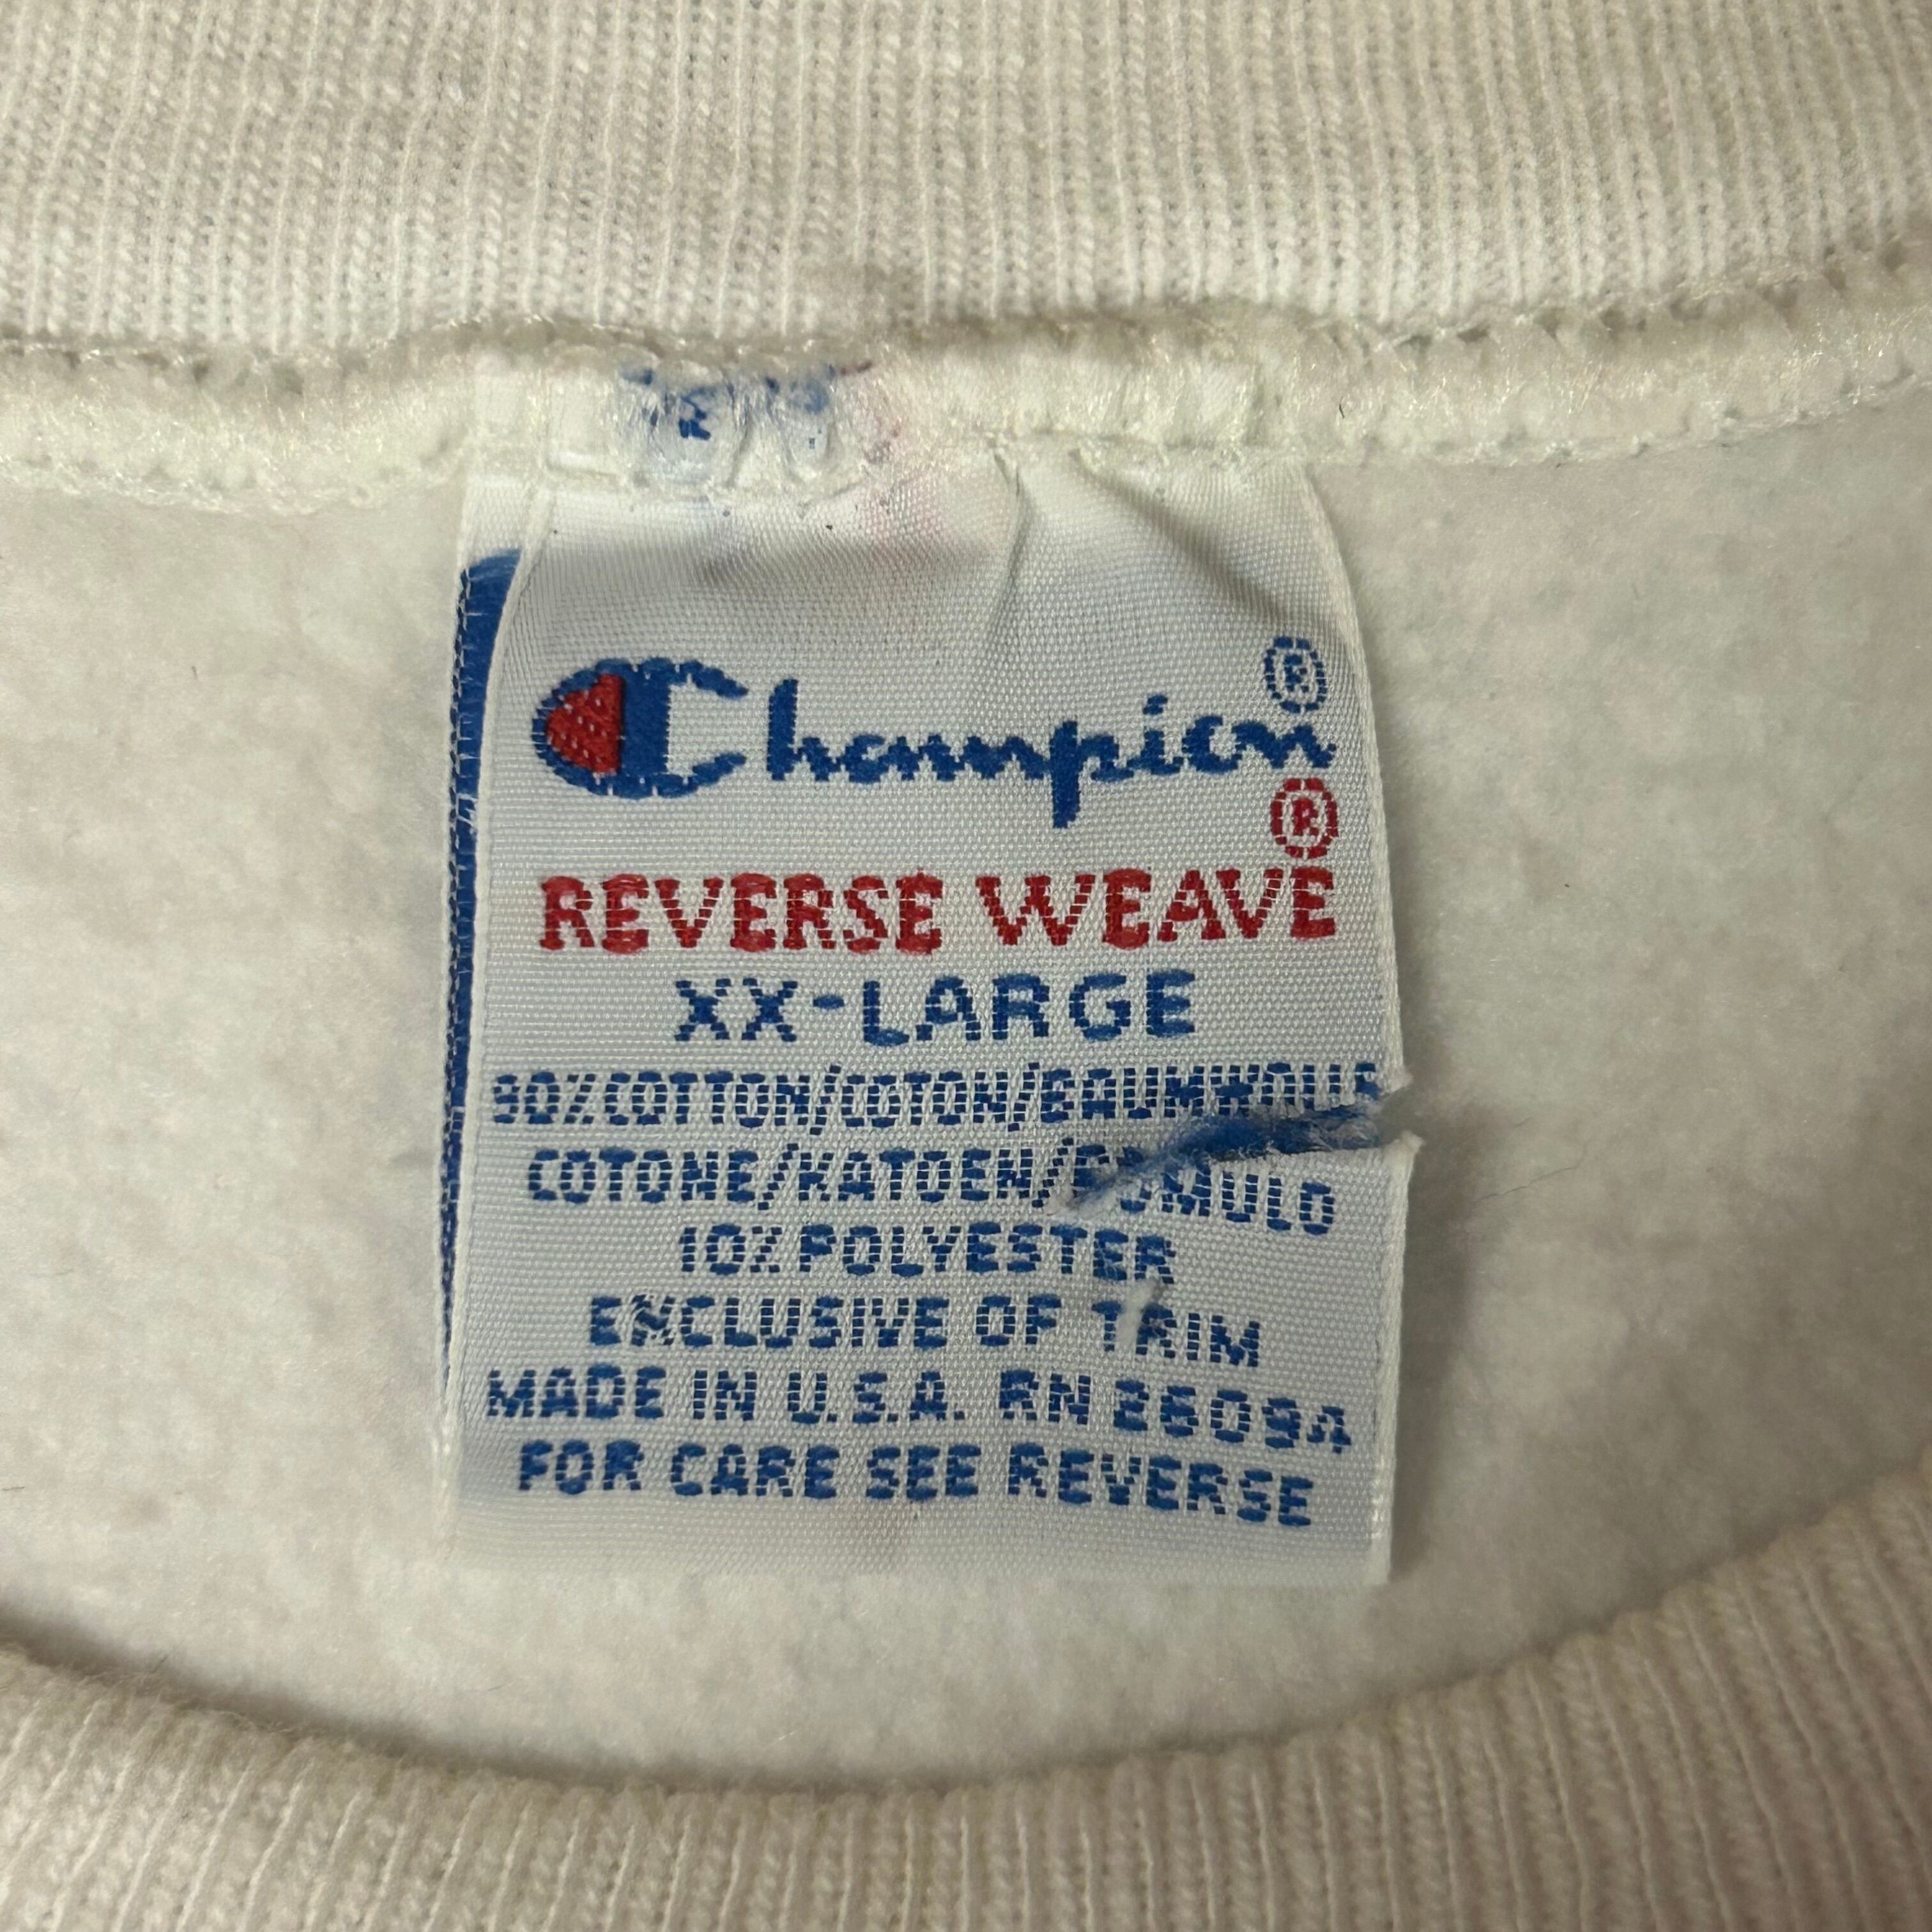 Champion®
REVERSE WEAVE®
XX-LARGE
90%COTTON/COTON/BAUMWOLLE
COTONE/KATOEN/
10%POLYESTER
EXCLUSIVE OF TRIM
MADE IN U.S.A. RN 26094
FOR CARE SEE REVERSE